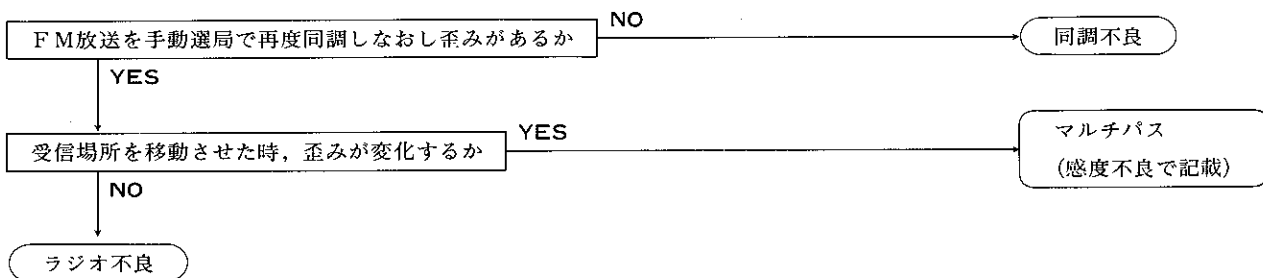 FM放送を手動選局で再度同調しなおし歪みがあるか
NO
同調不良
YES
受信場所を移動させた時,歪みが変化するか
YES
マルチパス
(感度不良で記載)
NO
ラジオ不良